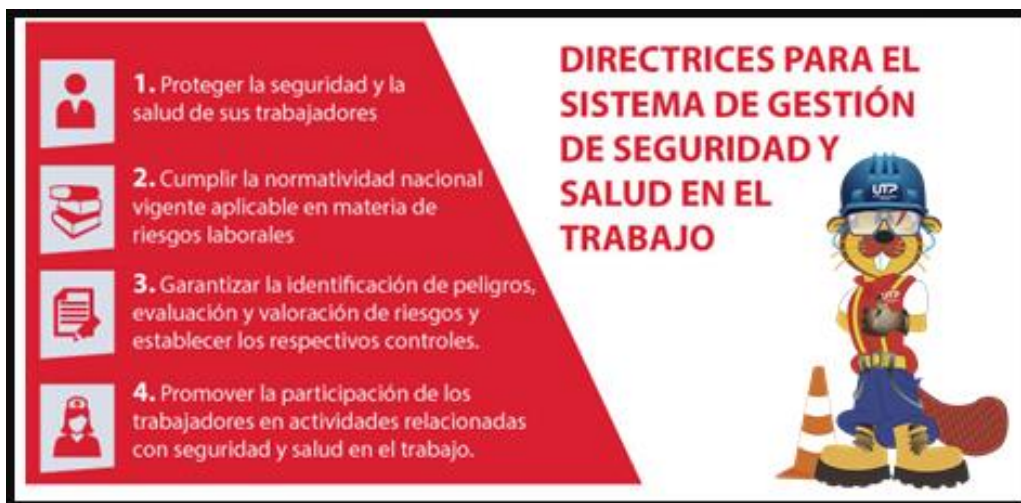 1. Proteger la seguridad y la
salud de sus trabajadores
2. Cumplir la normatividad nacional
vigente aplicable en materia de
riesgos laborales
3. Garantizar la identificación de peligros,
evaluación y valoración de riesgos y
establecer los respectivos controles.
4. Promover la participación de los
trabajadores en actividades relacionadas
con seguridad y salud en el trabajo.
DIRECTRICES PARA EL
SISTEMA DE GESTIÓN
DE SEGURIDAD Y
SALUD EN EL
TRABAJO
UTP
UTP